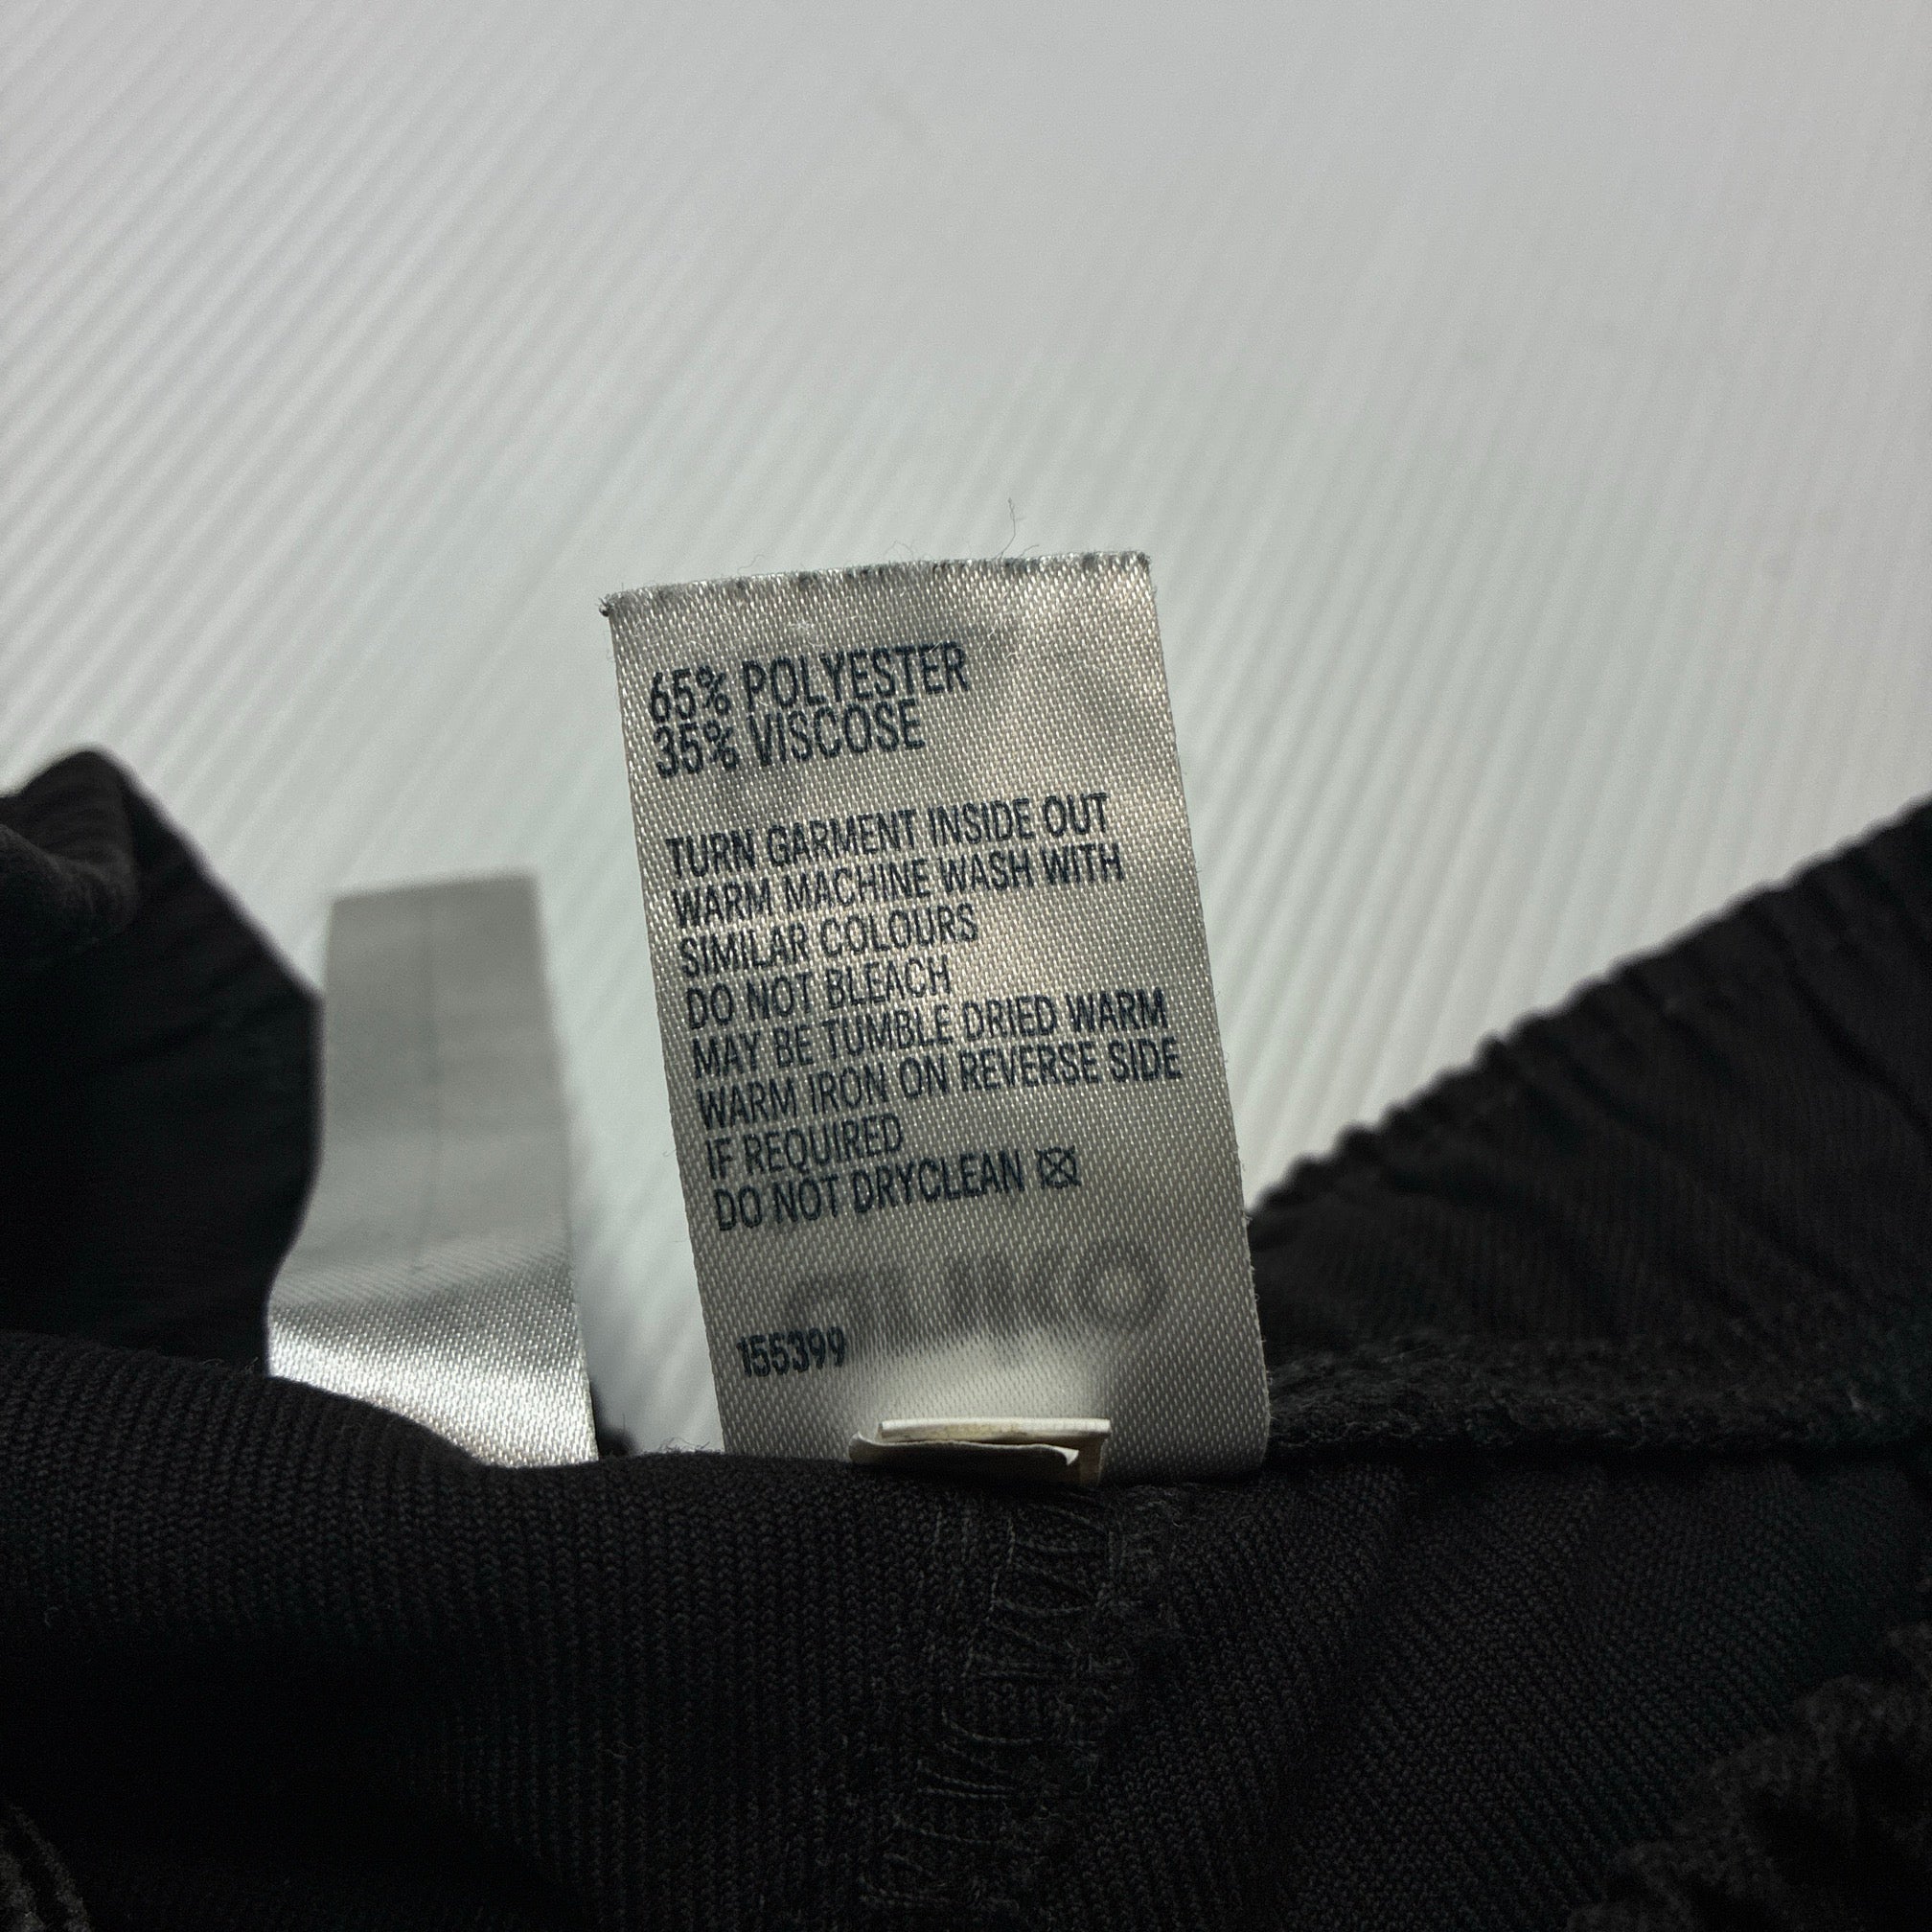 65% POLYESTER
35% VISCOSE
TURN GARMENT INSIDE OUT
WARM MACHINE WASH WITH
SIMILAR COLOURS
DO NOT BLEACH
MAY BE TUMBLE DRIED WARM
WARM IRON ON REVERSE SIDE
IF REQUIRED
DO NOT DRYCLEAN
155399